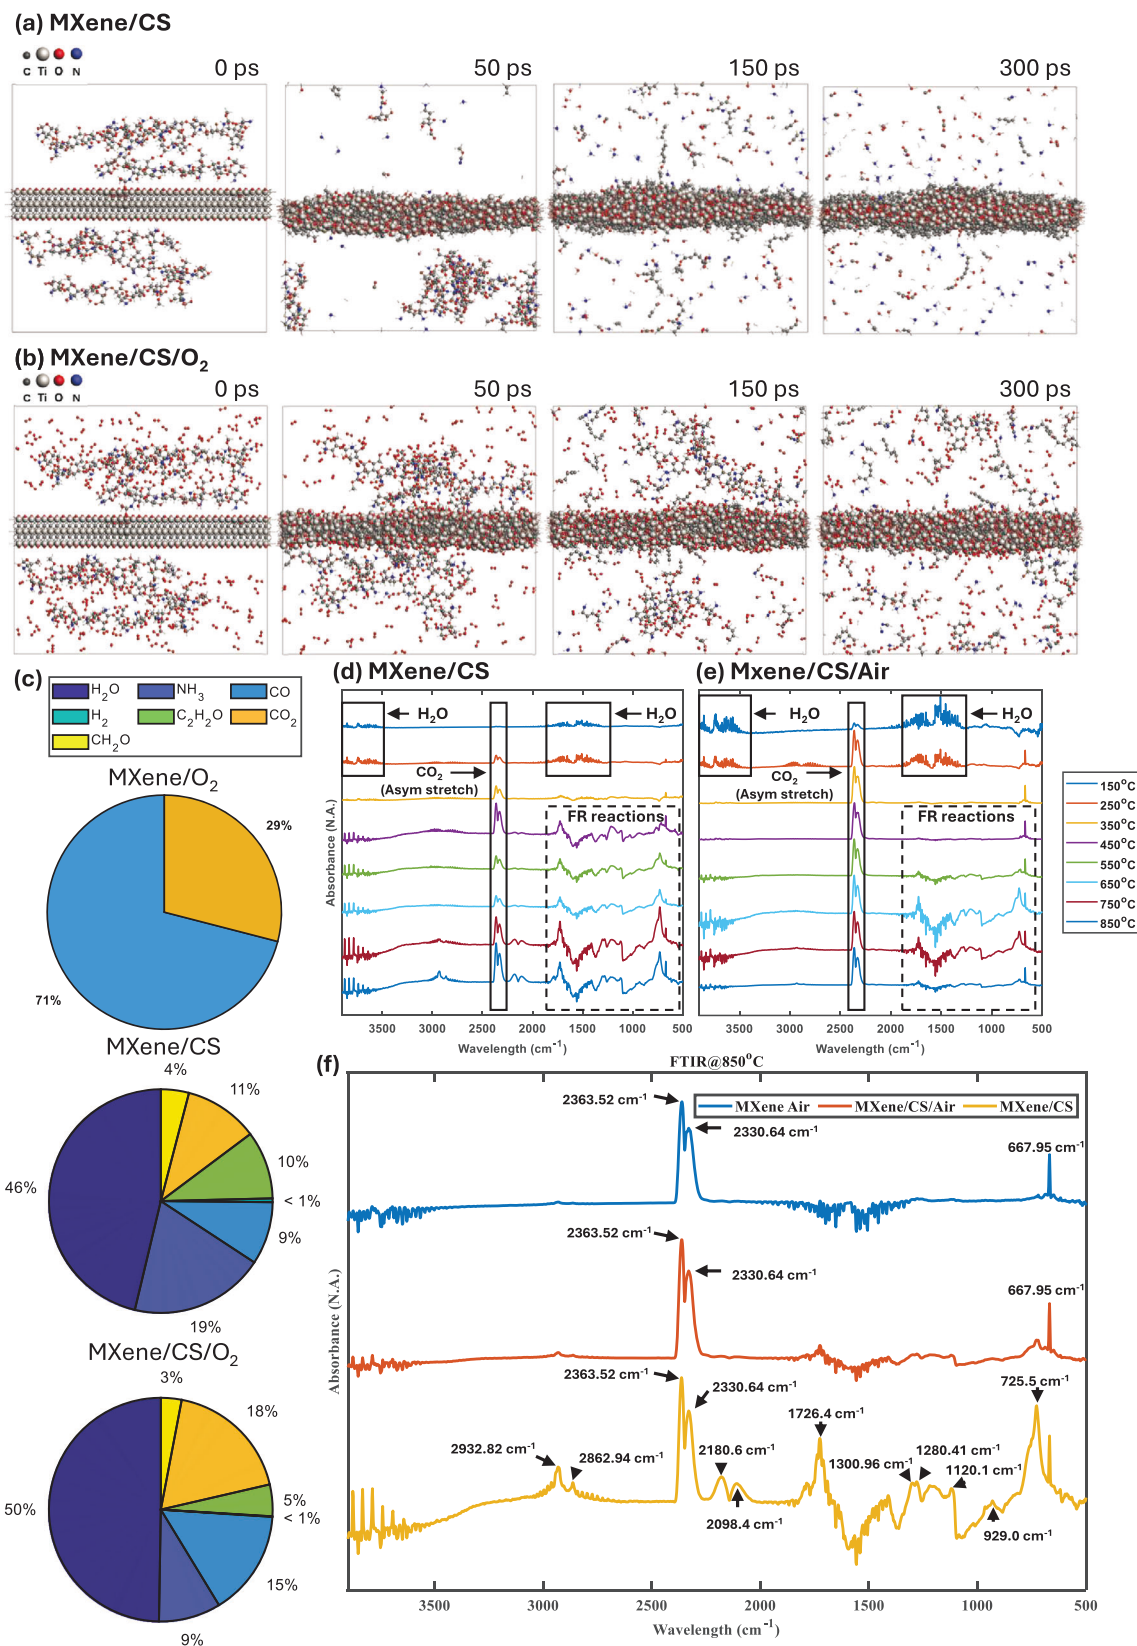 (a) MXene/CS
C Ti O N
0 ps
50 ps
150 ps
300 ps
(b) MXene/CS/O2
C Ti O N
0 ps
50 ps
150 ps
300 ps
(c)
H2O
NH3
CO
H2
C2H2O
CO2
CH2O
MXene/O2
29%
71%
MXene/CS
4%
11%
10%
< 1%
9%
19%
46%
MXene/CS/O2
3%
18%
5%
< 1%
15%
9%
50%
(d) MXene/CS
H2O
H2O
CO2
(Asym stretch)
FR reactions
Absorbance (N.A.)
3500 3000 2500 2000 1500 1000 500
Wavelength (cm-1)
(e) Mxene/CS/Air
H2O
H2O
CO2
(Asym stretch)
FR reactions
3500 3000 2500 2000 1500 1000 500
Wavelength (cm-1)
150oC
250oC
350oC
450oC
550oC
650oC
750oC
850oC
(f)
FTIR@850oC
MXene Air
MXene/CS/Air
MXene/CS
2363.52 cm-1
2330.64 cm-1
667.95 cm-1
2363.52 cm-1
2330.64 cm-1
667.95 cm-1
2363.52 cm-1
2330.64 cm-1
725.5 cm-1
1726.4 cm-1
2932.82 cm-1
2862.94 cm-1
2180.6 cm-1
1300.96 cm-1
1280.41 cm-1
1120.1 cm-1
2098.4 cm-1
929.0 cm-1
Absorbance (N.A.)
3500 3000 2500 2000 1500 1000 500
Wavelength (cm-1)